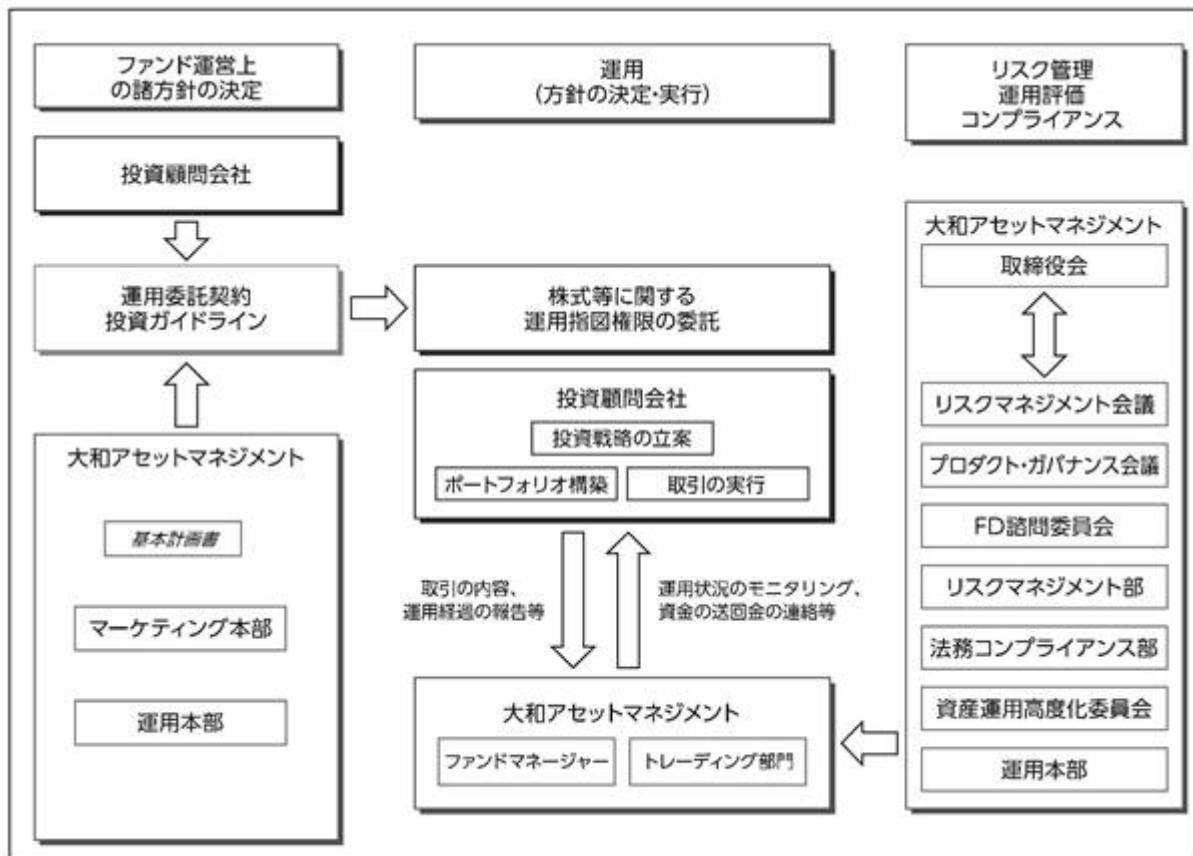 ファンド運営上
の諸方針の決定
運用
(方針の決定・実行)
リスク管理
運用評価
コンプライアンス
投資顧問会社
運用委託契約
投資ガイドライン
大和アセットマネジメント
基本計画書
マーケティング本部
運用本部
株式等に関する
運用指図権限の委託
投資顧問会社
投資戦略の立案
ポートフォリオ構築
取引の実行
取引の内容、
運用経過の報告等
運用状況のモニタリング、
資金の送回金の連絡等
大和アセットマネジメント
ファンドマネージャー
トレーディング部門
大和アセットマネジメント
取締役会
リスクマネジメント会議
プロダクト・ガバナンス会議
FD諮問委員会
リスクマネジメント部
法務コンプライアンス部
資産運用高度化委員会
運用本部